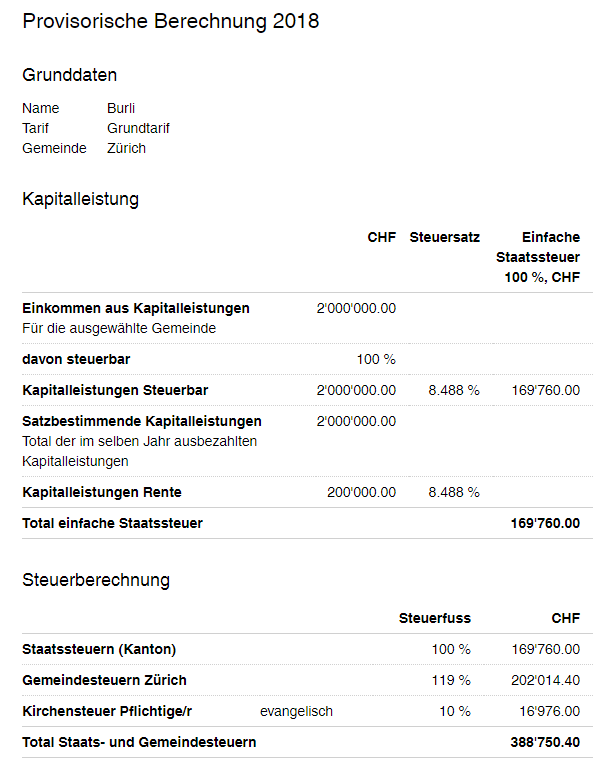 Provisorische Berechnung 2018
Grunddaten
Name Burli
Tarif Grundtarif
Gemeinde Zürich
Kapitalleistung
CHF Steuersatz Einfache
Staatssteuer
100 %, CHF
Einkommen aus Kapitalleistungen 2'000'000.00
Für die ausgewählte Gemeinde
davon steuerbar 100 %
Kapitalleistungen Steuerbar 2'000'000.00 8.488 % 169'760.00
Satzbestimmende Kapitalleistungen 2'000'000.00
Total der im selben Jahr ausbezahlten
Kapitalleistungen
Kapitalleistungen Rente 200'000.00 8.488 %
Total einfache Staatssteuer 169'760.00
Steuerberechnung
Steuerfuss CHF
Staatssteuern (Kanton) 100 % 169'760.00
Gemeindesteuern Zürich 119 % 202'014.40
Kirchensteuer Pflichtige/r evangelisch 10 % 16'976.00
Total Staats- und Gemeindesteuern 388'750.40